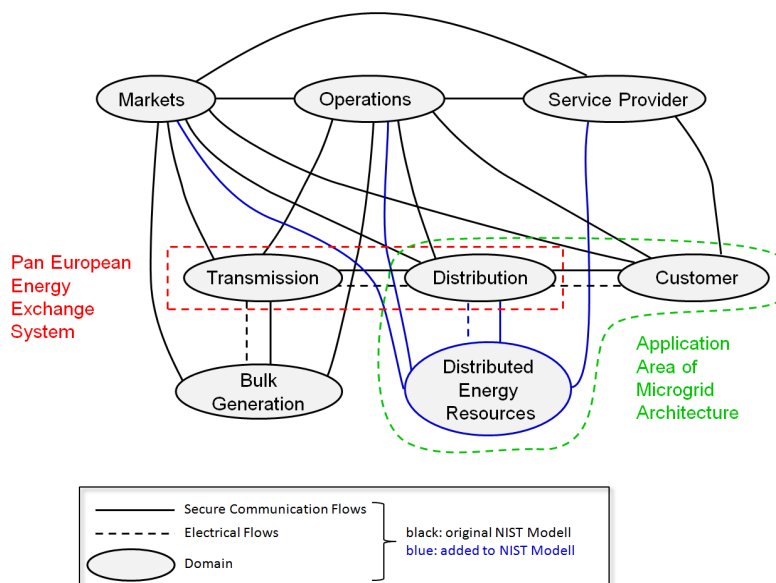 Markets
Operations
Service Provider
Pan European
Energy
Exchange
System
Transmission
Distribution
Customer
Bulk
Generation
Distributed
Energy
Resources
Application
Area of
Microgrid
Architecture
Secure Communication Flows
Electrical Flows
Domain
black: original NIST Modell
blue: added to NIST Modell